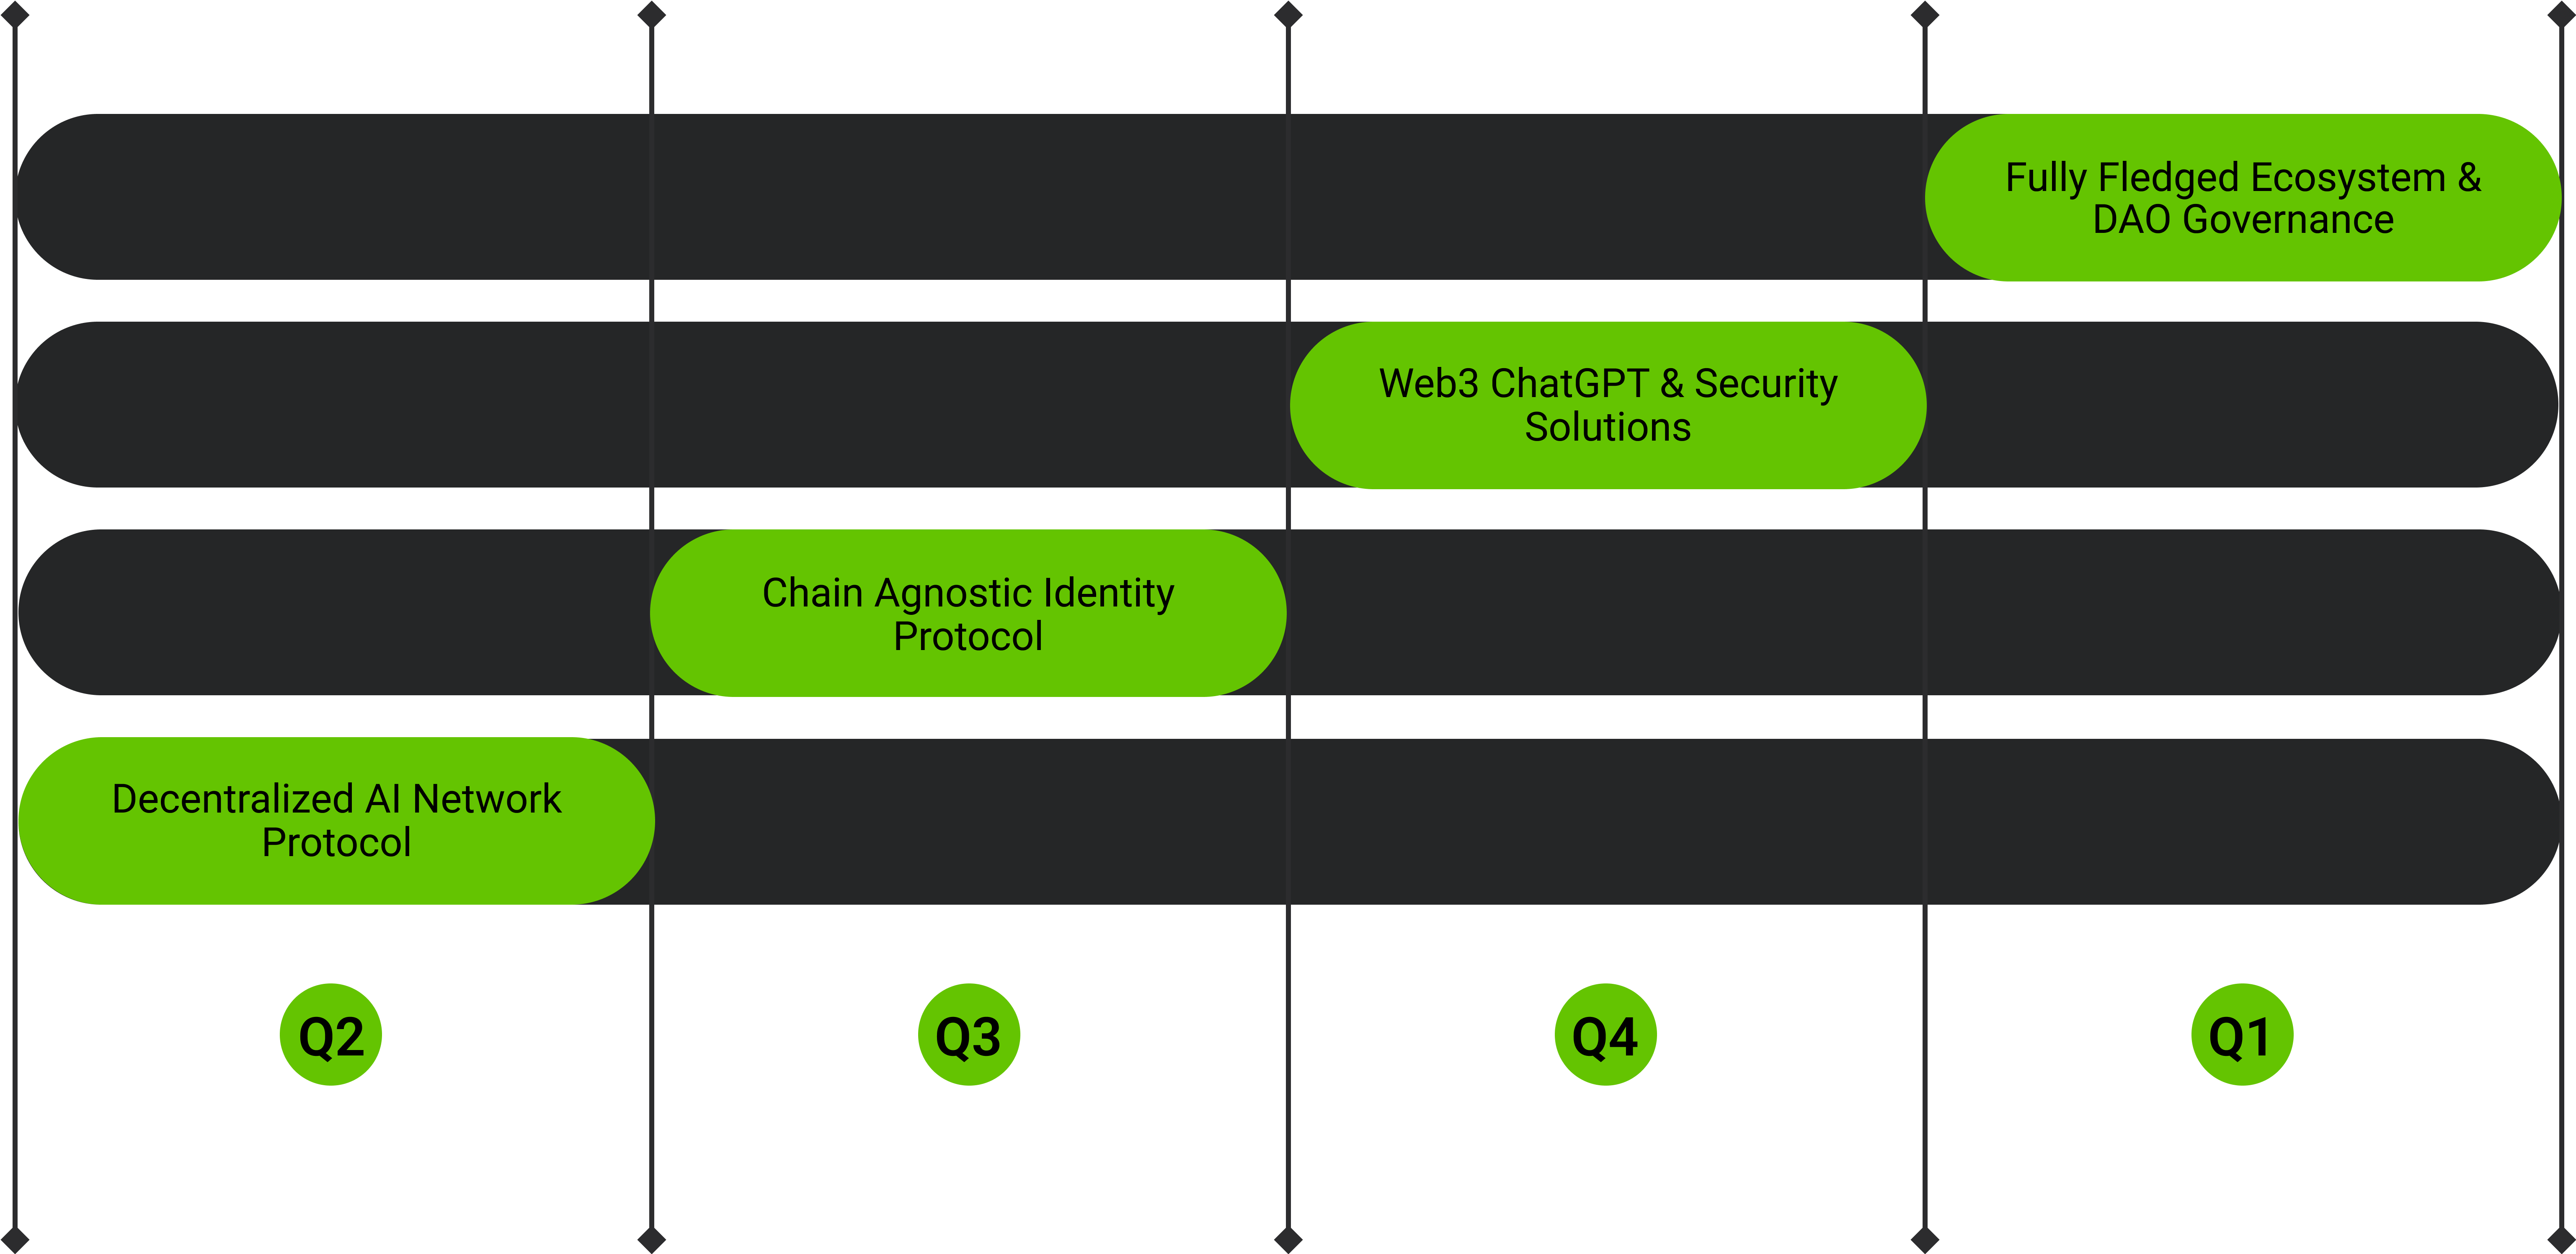 Fully Fledged Ecosystem &
DAO Governance
Web3 ChatGPT & Security
Solutions
Chain Agnostic Identity
Protocol
Decentralized AI Network
Protocol
Q2
Q3
Q4
Q1